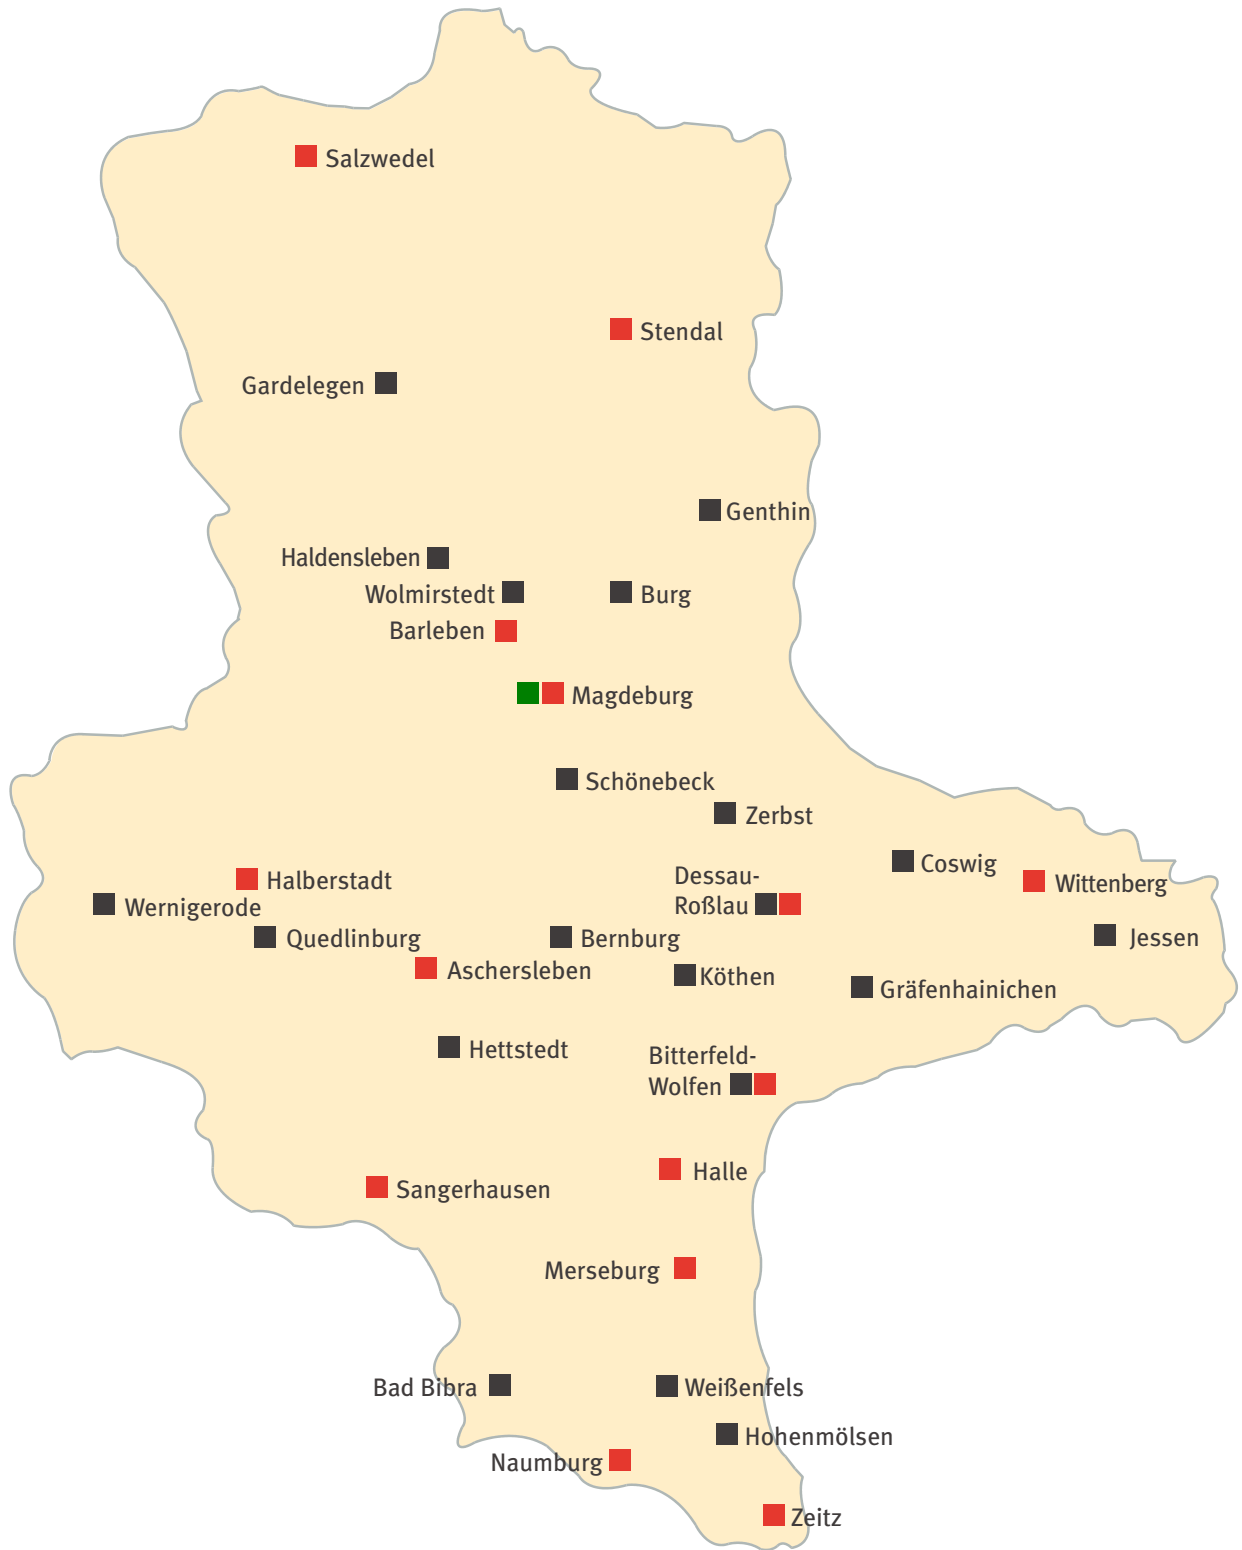 Salzwedel
Stendal
Gardelegen
Genthin
Haldensleben
Wolmirstedt
Burg
Barleben
Magdeburg
Schönebeck
Zerbst
Coswig
Dessau-
Roßlau
Halberstadt
Wittenberg
Wernigerode
Quedlinburg
Bernburg
Jessen
Aschersleben
Köthen
Gräfenhainichen
Hettstedt
Bitterfeld-
Wolfen
Halle
Sangerhausen
Merseburg
Bad Bibra
Weißenfels
Hohenmölsen
Naumburg
Zeitz